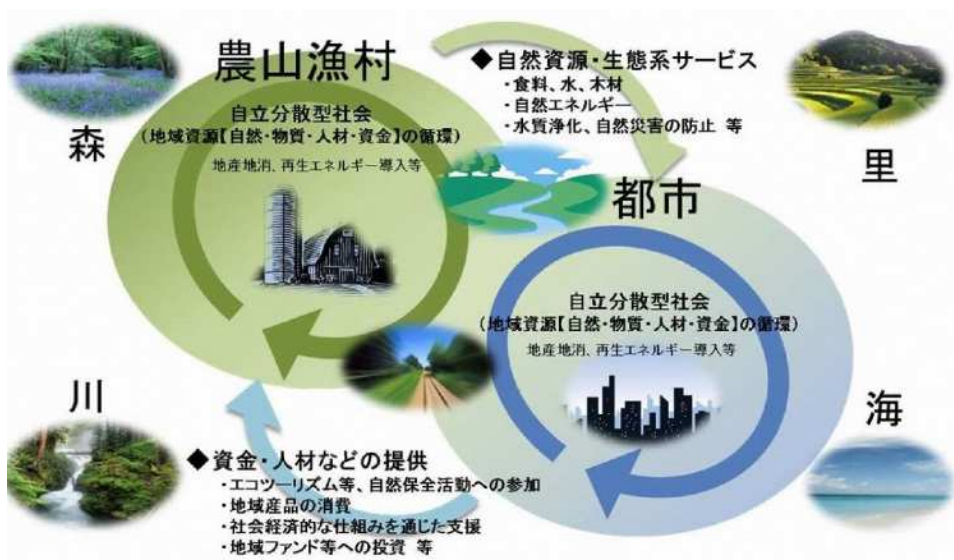 農山漁村
自立分散型社会
(地域資源【自然・物質・人材・資金】の循環)
地産地消、再生エネルギー導入等
森
◆自然資源・生態系サービス
・食料、水、木材
・自然エネルギー
・水質浄化、自然災害の防止 等
里
都市
自立分散型社会
(地域資源【自然・物質・人材・資金】の循環)
地産地消、再生エネルギー導入等
川
海
◆資金・人材などの提供
・エコツーリズム等、自然保全活動への参加
・地域産品の消費
・社会経済的な仕組みを通じた支援
・地域ファンド等への投資 等